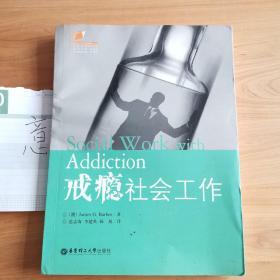 意
Social Work with
Addiction
戒瘾社会工作
James G. Barber 著
华东理工大学出版社